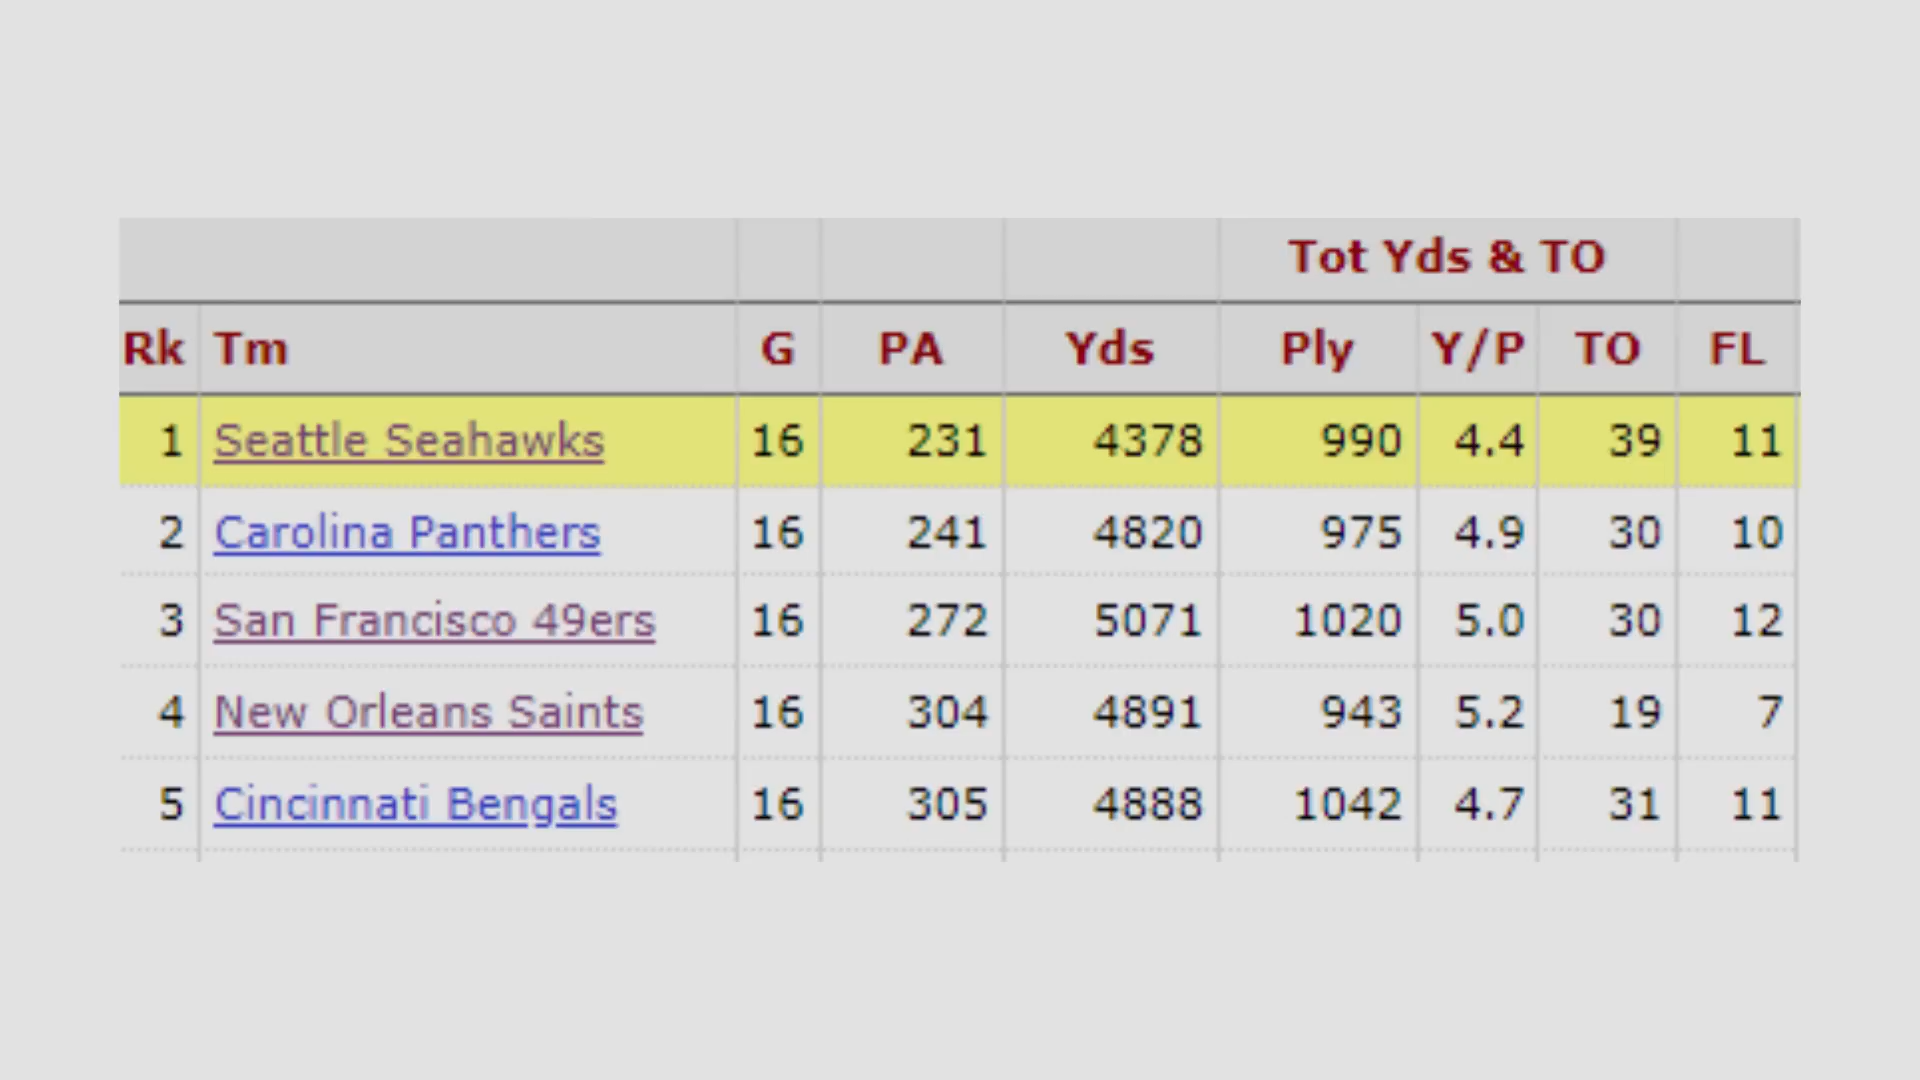 Tot Yds & TO
Rk Tm G PA Yds Ply Y/P TO FL
1 Seattle Seahawks 16 231 4378 990 4.4 39 11
2 Carolina Panthers 16 241 4820 975 4.9 30 10
3 San Francisco 49ers 16 272 5071 1020 5.0 30 12
4 New Orleans Saints 16 304 4891 943 5.2 19 7
5 Cincinnati Bengals 16 305 4888 1042 4.7 31 11